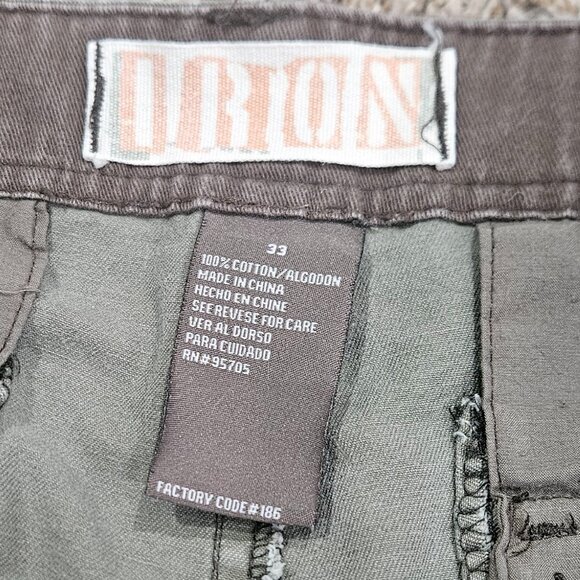 IRON
33
100% COTTON/ALGODON
MADE IN CHINA
HECHO EN CHINE
SEE REVESE FOR CARE
VER AL DORSO
PARA CUIDADO
RN#95705
FACTORY CODE#186